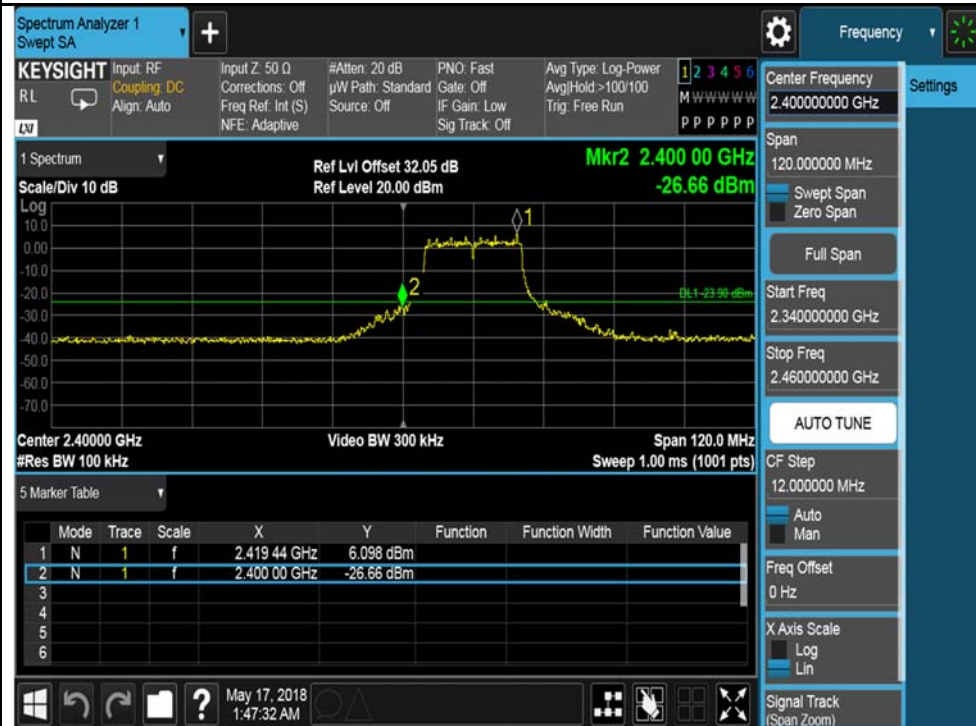 Spectrum Analyzer 1
Swept SA
+
Frequency
KEYSIGHT
RL
LXI
Input: RF
Coupling: DC
Align: Auto
Input Z: 50 Ω
Corrections: Off
Freq Ref: Int (S)
NFE: Adaptive
#Atten: 20 dB
µW Path: Standard
Source: Off
PNO: Fast
Gate: Off
IF Gain: Low
Sig Track: Off
Avg Type: Log-Power
Avg|Hold >100/100
Trig: Free Run
1 2 3 4 5 6
M W W W W W
P P P P P P
1 Spectrum
Scale/Div 10 dB
Ref Lvl Offset 32.05 dB
Ref Level 20.00 dBm
Mkr2 2.400 00 GHz
-26.66 dBm
Log
10.0
0.00
-10.0
-20.0
-30.0
-40.0
-50.0
-60.0
-70.0
1
2
DL1 -23.90 dBm
Center 2.40000 GHz
#Res BW 100 kHz
Video BW 300 kHz
Span 120.0 MHz
Sweep 1.00 ms (1001 pts)
5 Marker Table
Mode Trace Scale X Y Function Function Width Function Value
1 N 1 f 2.419 44 GHz 6.098 dBm
2 N 1 f 2.400 00 GHz -26.66 dBm
3
4
5
6
?
May 17, 2018
1:47:32 AM
Settings
Center Frequency
2.400000000 GHz
Span
120.000000 MHz
Swept Span
Zero Span
Full Span
Start Freq
2.340000000 GHz
Stop Freq
2.460000000 GHz
AUTO TUNE
CF Step
12.000000 MHz
Auto
Man
Freq Offset
0 Hz
X Axis Scale
Log
Lin
Signal Track
(Span Zoom)